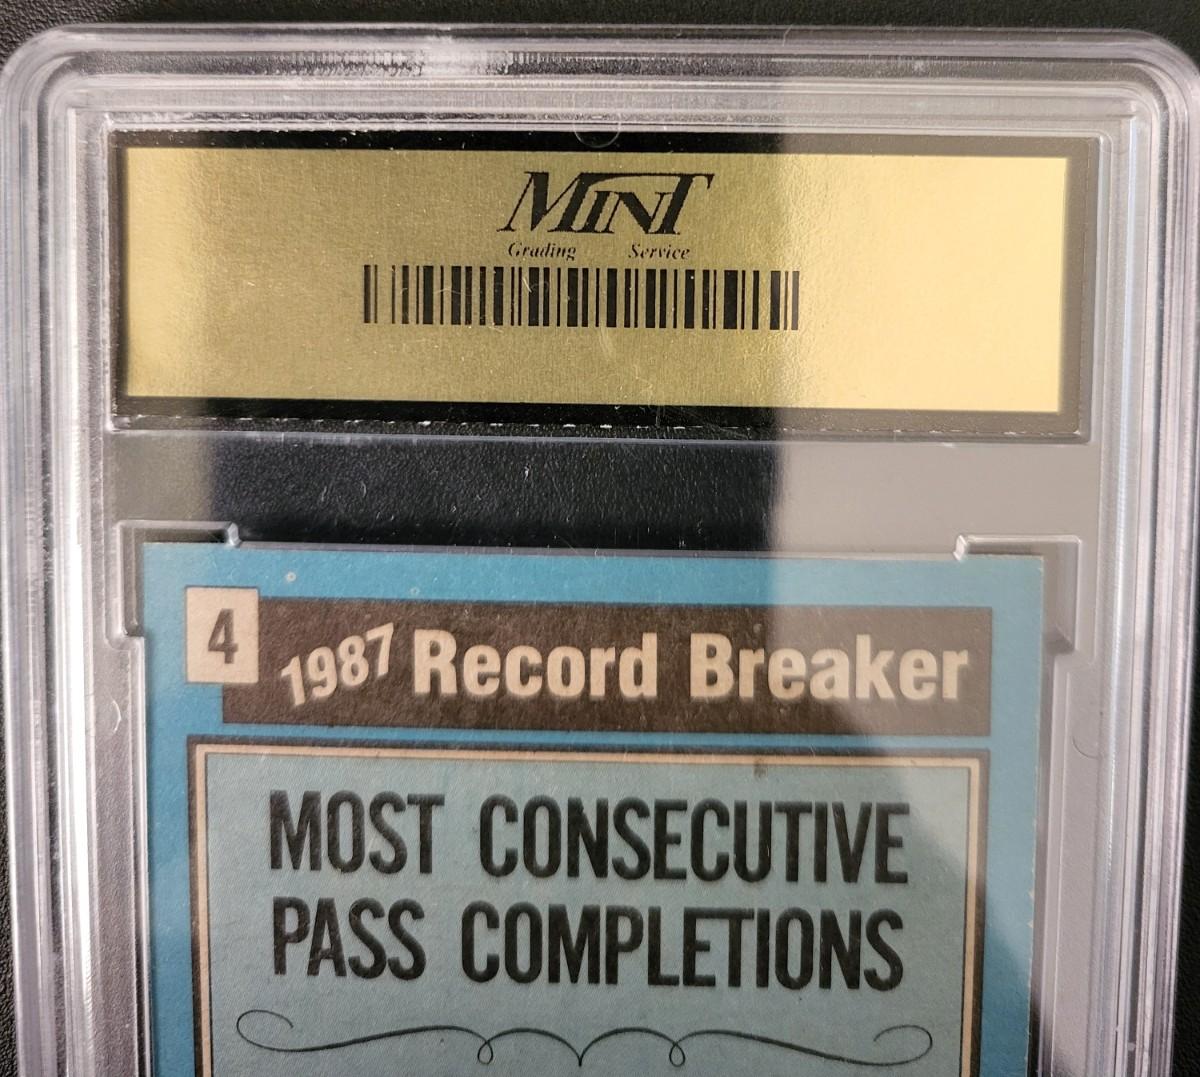 MINT
Grading Service
4
1987 Record Breaker
MOST CONSECUTIVE
PASS COMPLETIONS